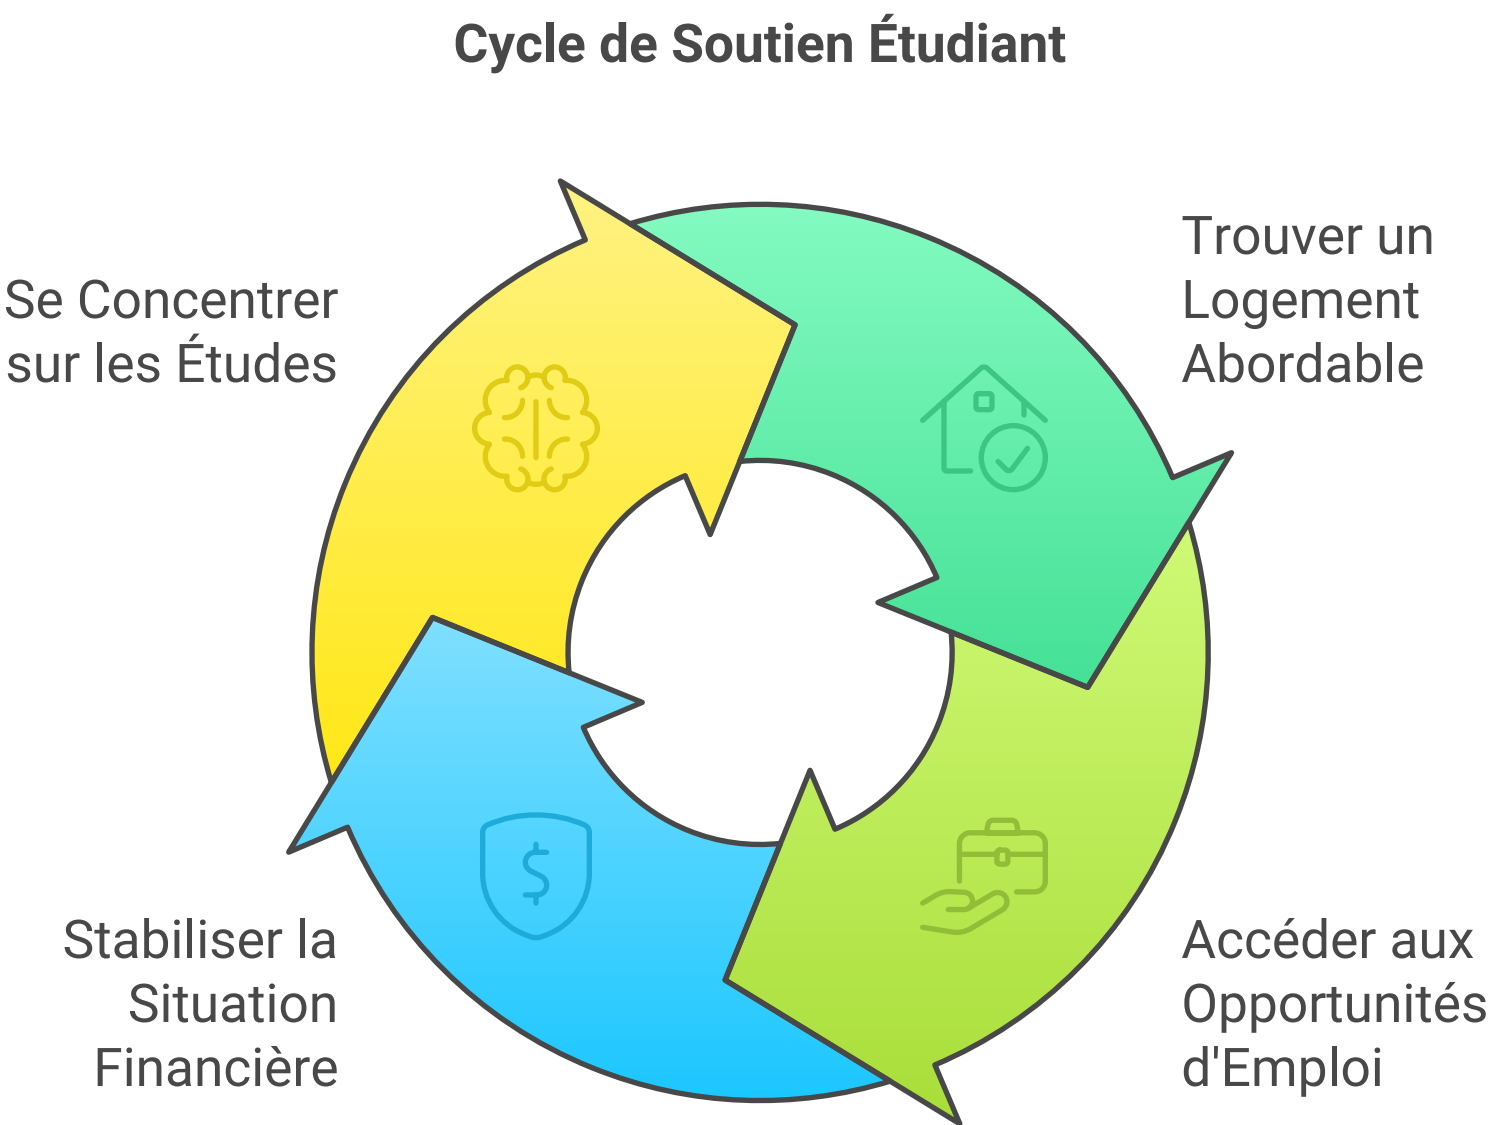 Cycle de Soutien Étudiant
Trouver un
Logement
Abordable
Se Concentrer
sur les Études
Accéder aux
Opportunités
d'Emploi
Stabiliser la
Situation
Financière
$